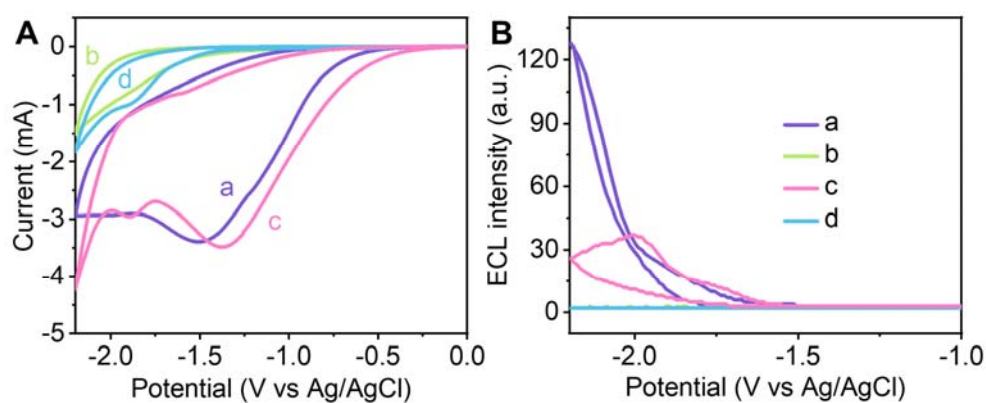 A
0
-1
-2
-3
-4
-5
Current (mA)
b
d
a
c
-2.0
-1.5
-1.0
-0.5
0.0
Potential (V vs Ag/AgCl)
B
120
90
60
30
0
ECL intensity (a.u.)
a
b
c
d
-2.0
-1.5
-1.0
Potential (V vs Ag/AgCl)